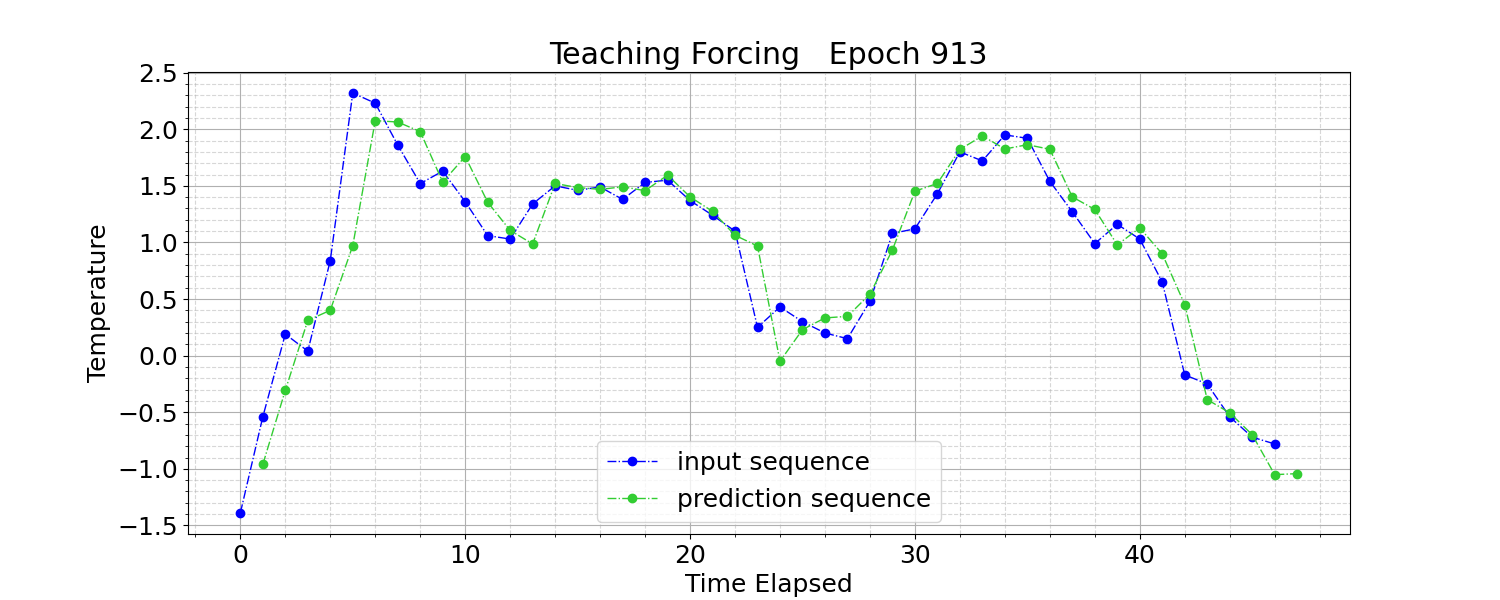 Teaching Forcing   Epoch 913
2.5
2.0
1.5
1.0
0.5
0.0
−0.5
−1.0
−1.5
Temperature
input sequence
prediction sequence
0 10 20 30 40
Time Elapsed